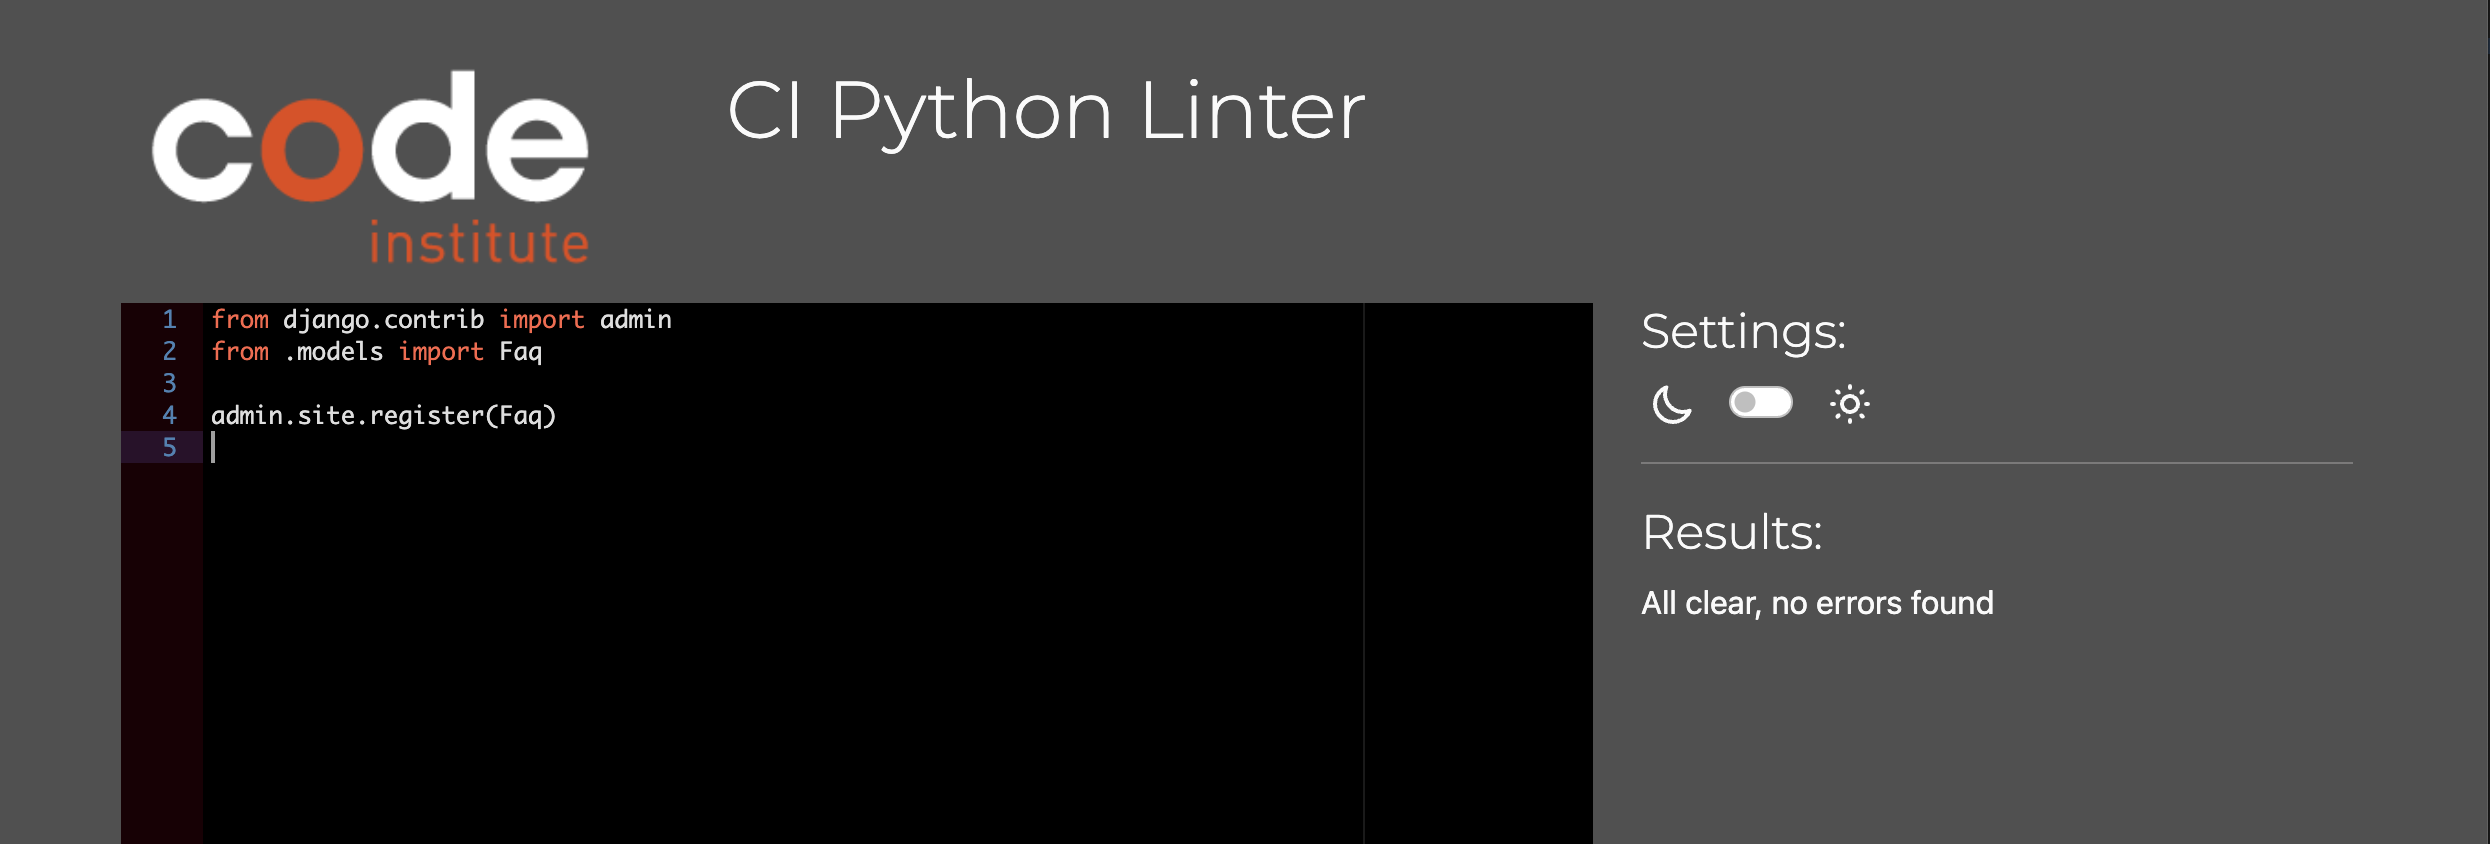 code
institute
CI Python Linter
1 from django.contrib import admin
2 from .models import Faq
3
4 admin.site.register(Faq)
5
Settings:
Results:
All clear, no errors found